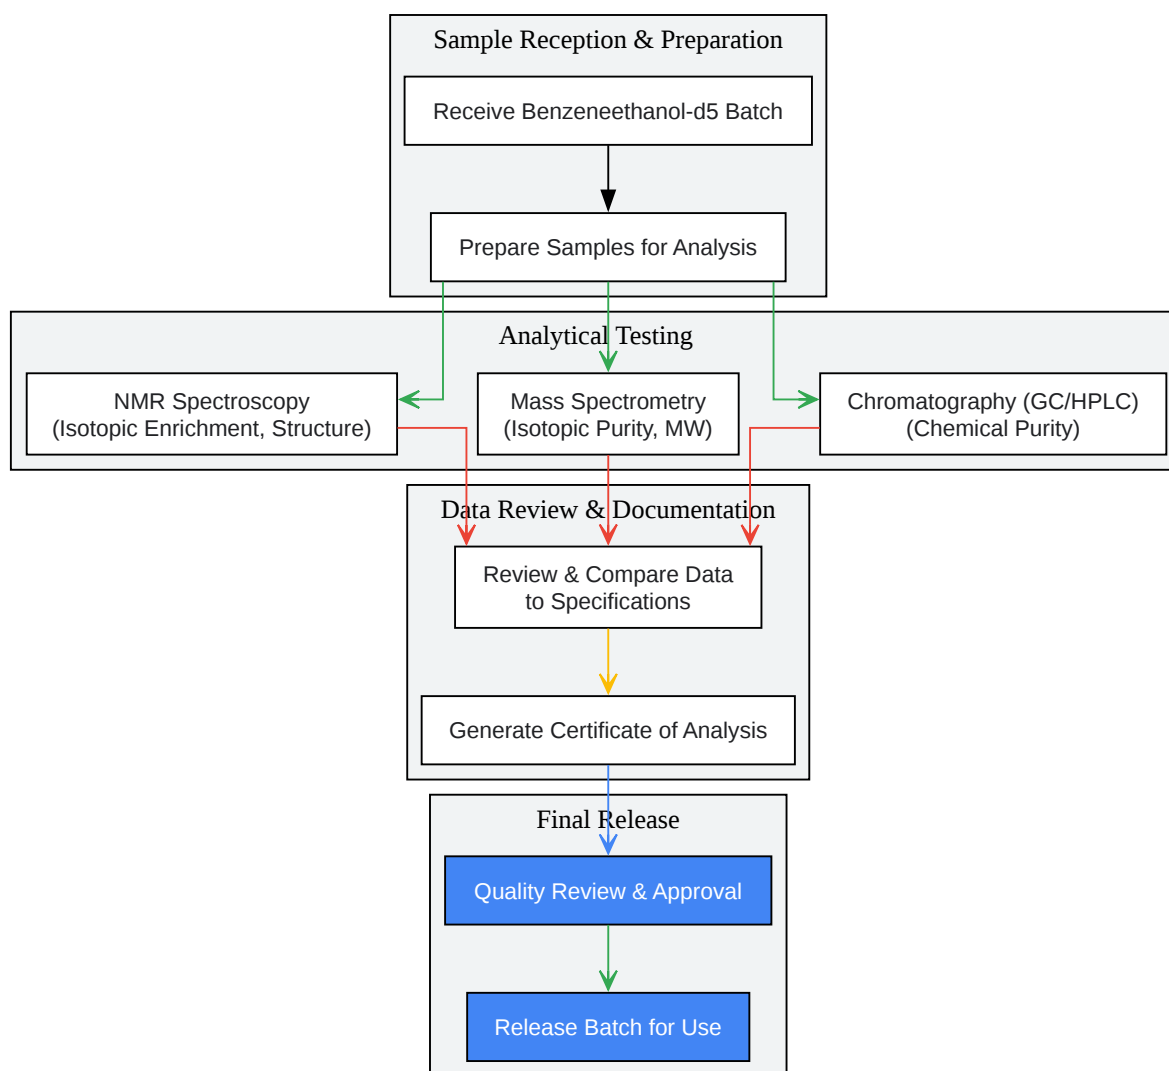 Sample Reception & Preparation
Receive Benzeneethanol-d5 Batch
Prepare Samples for Analysis
Analytical Testing
NMR Spectroscopy
(Isotopic Enrichment, Structure)
Mass Spectrometry
(Isotopic Purity, MW)
Chromatography (GC/HPLC)
(Chemical Purity)
Data Review & Documentation
Review & Compare Data
to Specifications
Generate Certificate of Analysis
Final Release
Quality Review & Approval
Release Batch for Use